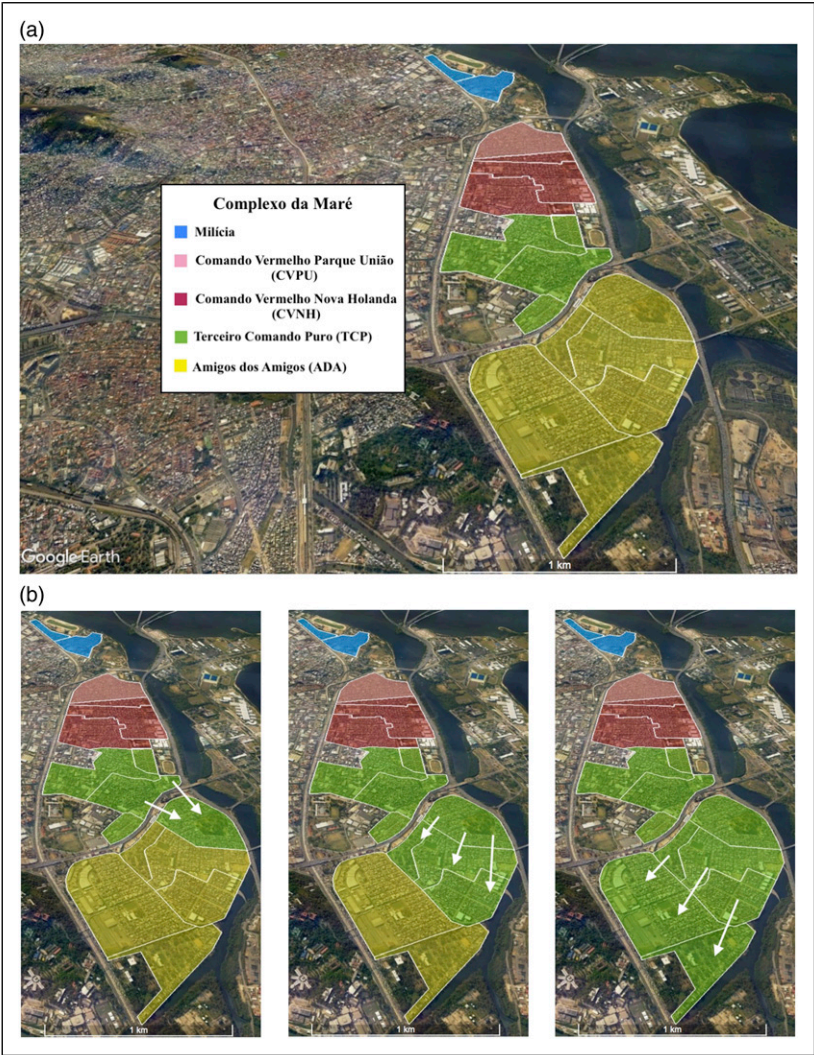 (a)
Complexo da Maré
Milícia
Comando Vermelho Parque União
(CVPU)
Comando Vermelho Nova Holanda
(CVNH)
Terceiro Comando Puro (TCP)
Amigos dos Amigos (ADA)
Google Earth
1 km
(b)
1 km
1 km
1 km